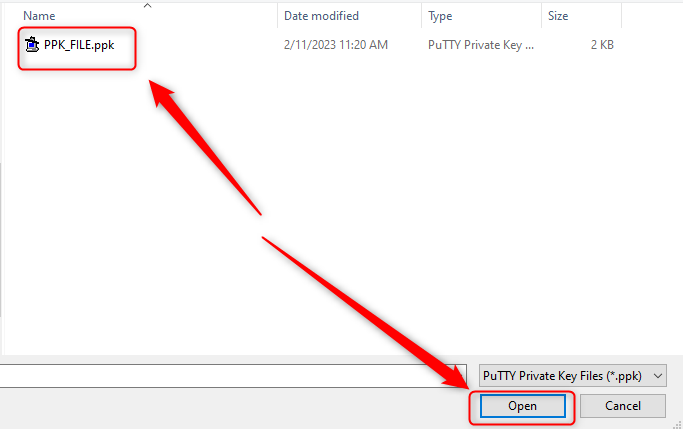 Name Date modified Type Size
PPK_FILE.ppk 2/11/2023 11:20 AM PuTTY Private Key ... 2 KB
PuTTY Private Key Files (*.ppk)
Open Cancel